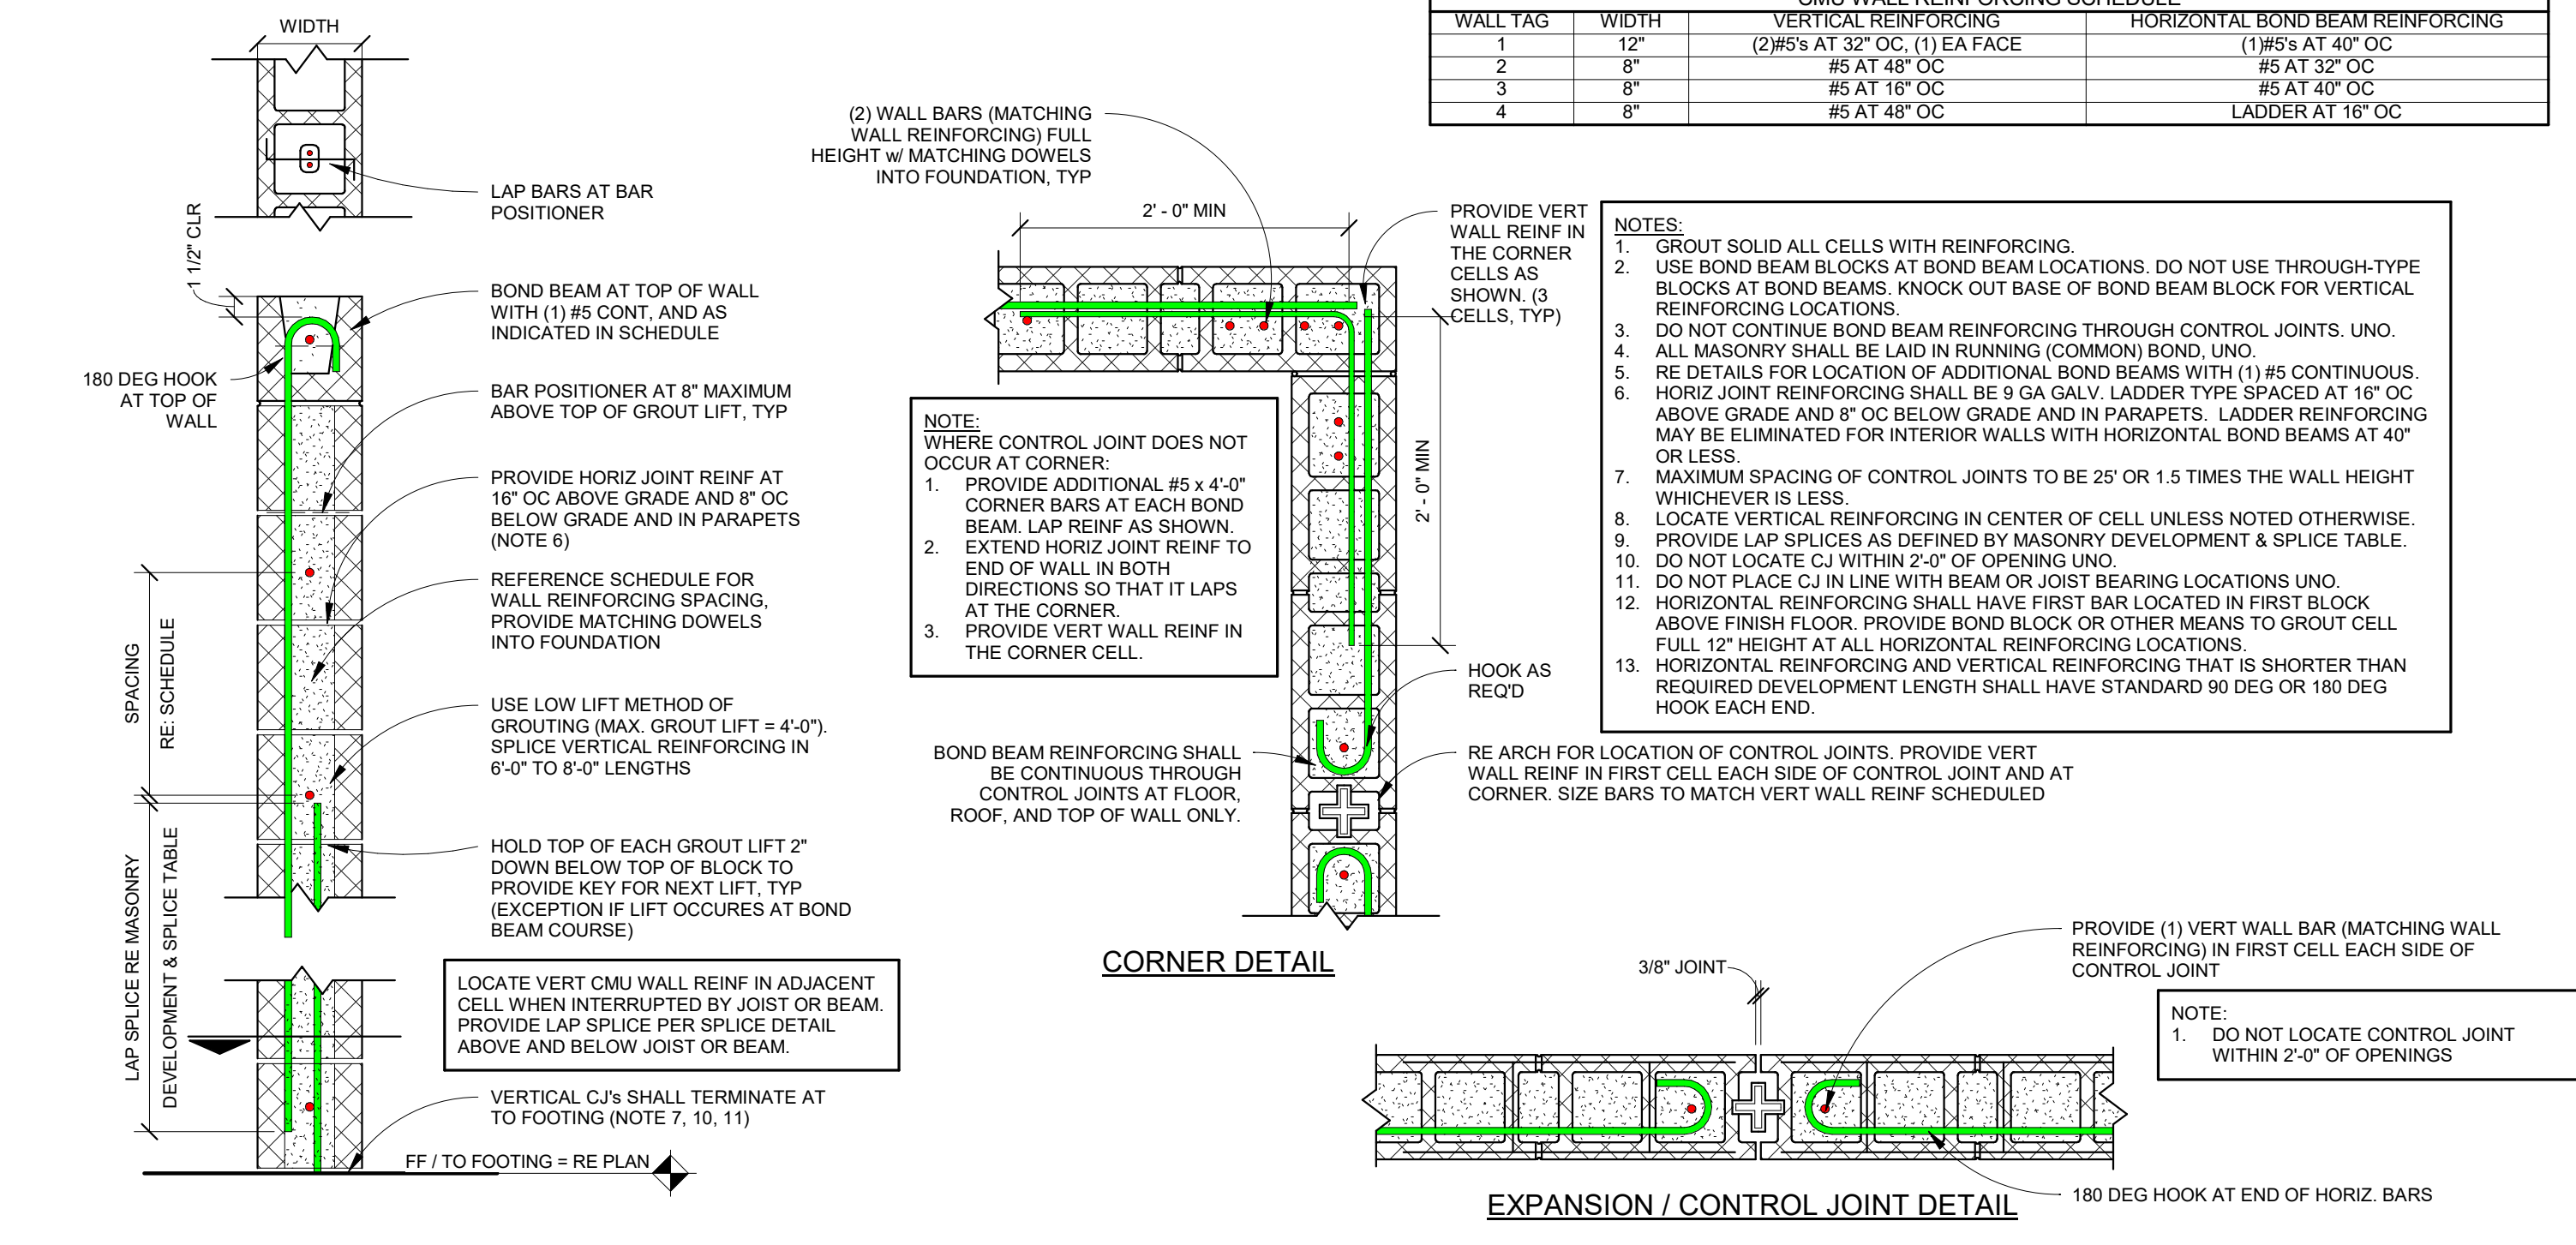 CMU WALL REINFORCING SCHEDULE
WALL TAG WIDTH VERTICAL REINFORCING HORIZONTAL BOND BEAM REINFORCING
1 12" (2)#5's AT 32" OC, (1) EA FACE (1)#5's AT 40" OC
2 8" #5 AT 48" OC #5 AT 32" OC
3 8" #5 AT 16" OC #5 AT 40" OC
4 8" #5 AT 48" OC LADDER AT 16" OC
WIDTH
LAP BARS AT BAR
POSITIONER
1 1/2" CLR
BOND BEAM AT TOP OF WALL
WITH (1) #5 CONT, AND AS
INDICATED IN SCHEDULE
180 DEG HOOK
AT TOP OF
WALL
BAR POSITIONER AT 8" MAXIMUM
ABOVE TOP OF GROUT LIFT, TYP
PROVIDE HORIZ JOINT REINF AT
16" OC ABOVE GRADE AND 8" OC
BELOW GRADE AND IN PARAPETS
(NOTE 6)
REFERENCE SCHEDULE FOR
WALL REINFORCING SPACING,
PROVIDE MATCHING DOWELS
INTO FOUNDATION
SPACING
RE: SCHEDULE
USE LOW LIFT METHOD OF
GROUTING (MAX. GROUT LIFT = 4'-0").
SPLICE VERTICAL REINFORCING IN
6'-0" TO 8'-0" LENGTHS
HOLD TOP OF EACH GROUT LIFT 2"
DOWN BELOW TOP OF BLOCK TO
PROVIDE KEY FOR NEXT LIFT, TYP
(EXCEPTION IF LIFT OCCURES AT BOND
BEAM COURSE)
LAP SPLICE RE MASONRY
DEVELOPMENT & SPLICE TABLE
LOCATE VERT CMU WALL REINF IN ADJACENT
CELL WHEN INTERRUPTED BY JOIST OR BEAM.
PROVIDE LAP SPLICE PER SPLICE DETAIL
ABOVE AND BELOW JOIST OR BEAM.
VERTICAL CJ's SHALL TERMINATE AT
TO FOOTING (NOTE 7, 10, 11)
FF / TO FOOTING = RE PLAN
(2) WALL BARS (MATCHING
WALL REINFORCING) FULL
HEIGHT w/ MATCHING DOWELS
INTO FOUNDATION, TYP
2' - 0" MIN
PROVIDE VERT
WALL REINF IN
THE CORNER
CELLS AS
SHOWN. (3
CELLS, TYP)
2' - 0" MIN
NOTE:
WHERE CONTROL JOINT DOES NOT
OCCUR AT CORNER:
1. PROVIDE ADDITIONAL #5 x 4'-0"
CORNER BARS AT EACH BOND
BEAM. LAP REINF AS SHOWN.
2. EXTEND HORIZ JOINT REINF TO
END OF WALL IN BOTH
DIRECTIONS SO THAT IT LAPS
AT THE CORNER.
3. PROVIDE VERT WALL REINF IN
THE CORNER CELL.
HOOK AS
REQ'D
BOND BEAM REINFORCING SHALL
BE CONTINUOUS THROUGH
CONTROL JOINTS AT FLOOR,
ROOF, AND TOP OF WALL ONLY.
RE ARCH FOR LOCATION OF CONTROL JOINTS. PROVIDE VERT
WALL REINF IN FIRST CELL EACH SIDE OF CONTROL JOINT AND AT
CORNER. SIZE BARS TO MATCH VERT WALL REINF SCHEDULED
CORNER DETAIL
NOTES:
1. GROUT SOLID ALL CELLS WITH REINFORCING.
2. USE BOND BEAM BLOCKS AT BOND BEAM LOCATIONS. DO NOT USE THROUGH-TYPE
BLOCKS AT BOND BEAMS. KNOCK OUT BASE OF BOND BEAM BLOCK FOR VERTICAL
REINFORCING LOCATIONS.
3. DO NOT CONTINUE BOND BEAM REINFORCING THROUGH CONTROL JOINTS. UNO.
4. ALL MASONRY SHALL BE LAID IN RUNNING (COMMON) BOND, UNO.
5. RE DETAILS FOR LOCATION OF ADDITIONAL BOND BEAMS WITH (1) #5 CONTINUOUS.
6. HORIZ JOINT REINFORCING SHALL BE 9 GA GALV. LADDER TYPE SPACED AT 16" OC
ABOVE GRADE AND 8" OC BELOW GRADE AND IN PARAPETS. LADDER REINFORCING
MAY BE ELIMINATED FOR INTERIOR WALLS WITH HORIZONTAL BOND BEAMS AT 40"
OR LESS.
7. MAXIMUM SPACING OF CONTROL JOINTS TO BE 25' OR 1.5 TIMES THE WALL HEIGHT
WHICHEVER IS LESS.
8. LOCATE VERTICAL REINFORCING IN CENTER OF CELL UNLESS NOTED OTHERWISE.
9. PROVIDE LAP SPLICES AS DEFINED BY MASONRY DEVELOPMENT & SPLICE TABLE.
10. DO NOT LOCATE CJ WITHIN 2'-0" OF OPENING UNO.
11. DO NOT PLACE CJ IN LINE WITH BEAM OR JOIST BEARING LOCATIONS UNO.
12. HORIZONTAL REINFORCING SHALL HAVE FIRST BAR LOCATED IN FIRST BLOCK
ABOVE FINISH FLOOR. PROVIDE BOND BLOCK OR OTHER MEANS TO GROUT CELL
FULL 12" HEIGHT AT ALL HORIZONTAL REINFORCING LOCATIONS.
13. HORIZONTAL REINFORCING AND VERTICAL REINFORCING THAT IS SHORTER THAN
REQUIRED DEVELOPMENT LENGTH SHALL HAVE STANDARD 90 DEG OR 180 DEG
HOOK EACH END.
PROVIDE (1) VERT WALL BAR (MATCHING WALL
REINFORCING) IN FIRST CELL EACH SIDE OF
CONTROL JOINT
3/8" JOINT
NOTE:
1. DO NOT LOCATE CONTROL JOINT
WITHIN 2'-0" OF OPENINGS
180 DEG HOOK AT END OF HORIZ. BARS
EXPANSION / CONTROL JOINT DETAIL